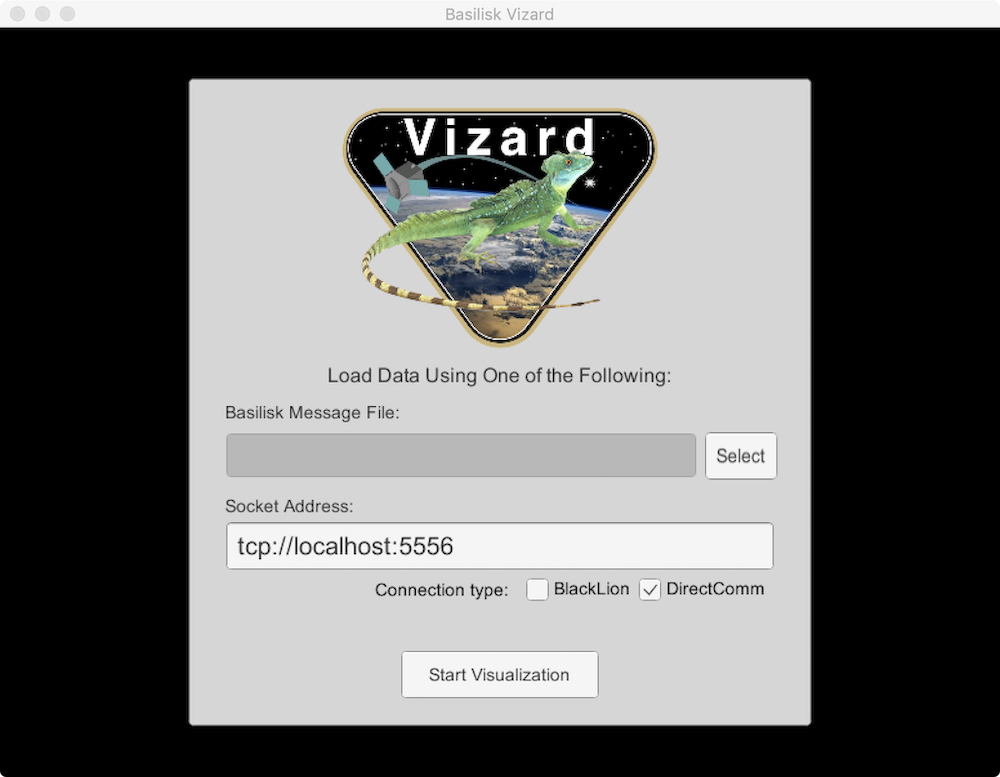 Basilisk Vizard
Vizard
Load Data Using One of the Following:
Basilisk Message File:
Select
Socket Address:
tcp://localhost:5556
Connection type: BlackLion DirectComm
Start Visualization